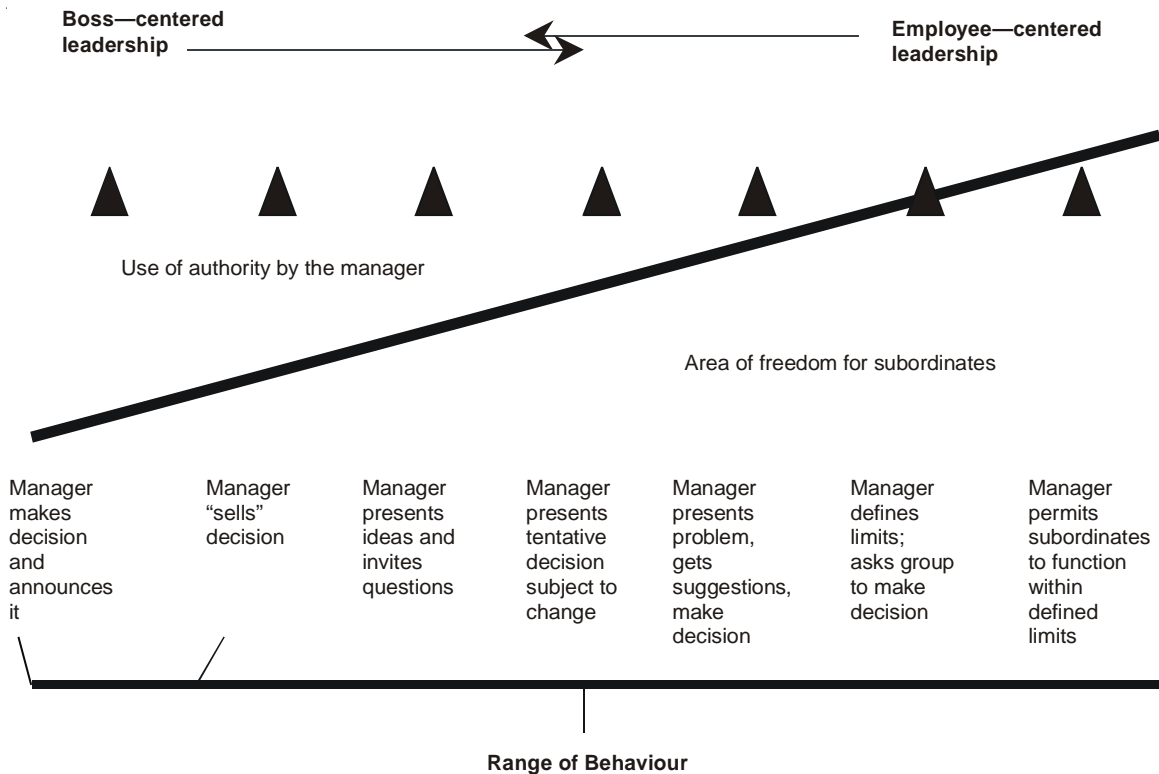 Boss—centered
leadership
Employee—centered
leadership
Use of authority by the manager
Area of freedom for subordinates
Manager
makes
decision
and
announces
it
Manager
“sells”
decision
Manager
presents
ideas and
invites
questions
Manager
presents
tentative
decision
subject to
change
Manager
presents
problem,
gets
suggestions,
make
decision
Manager
defines
limits;
asks group
to make
decision
Manager
permits
subordinates
to function
within
defined
limits
Range of Behaviour